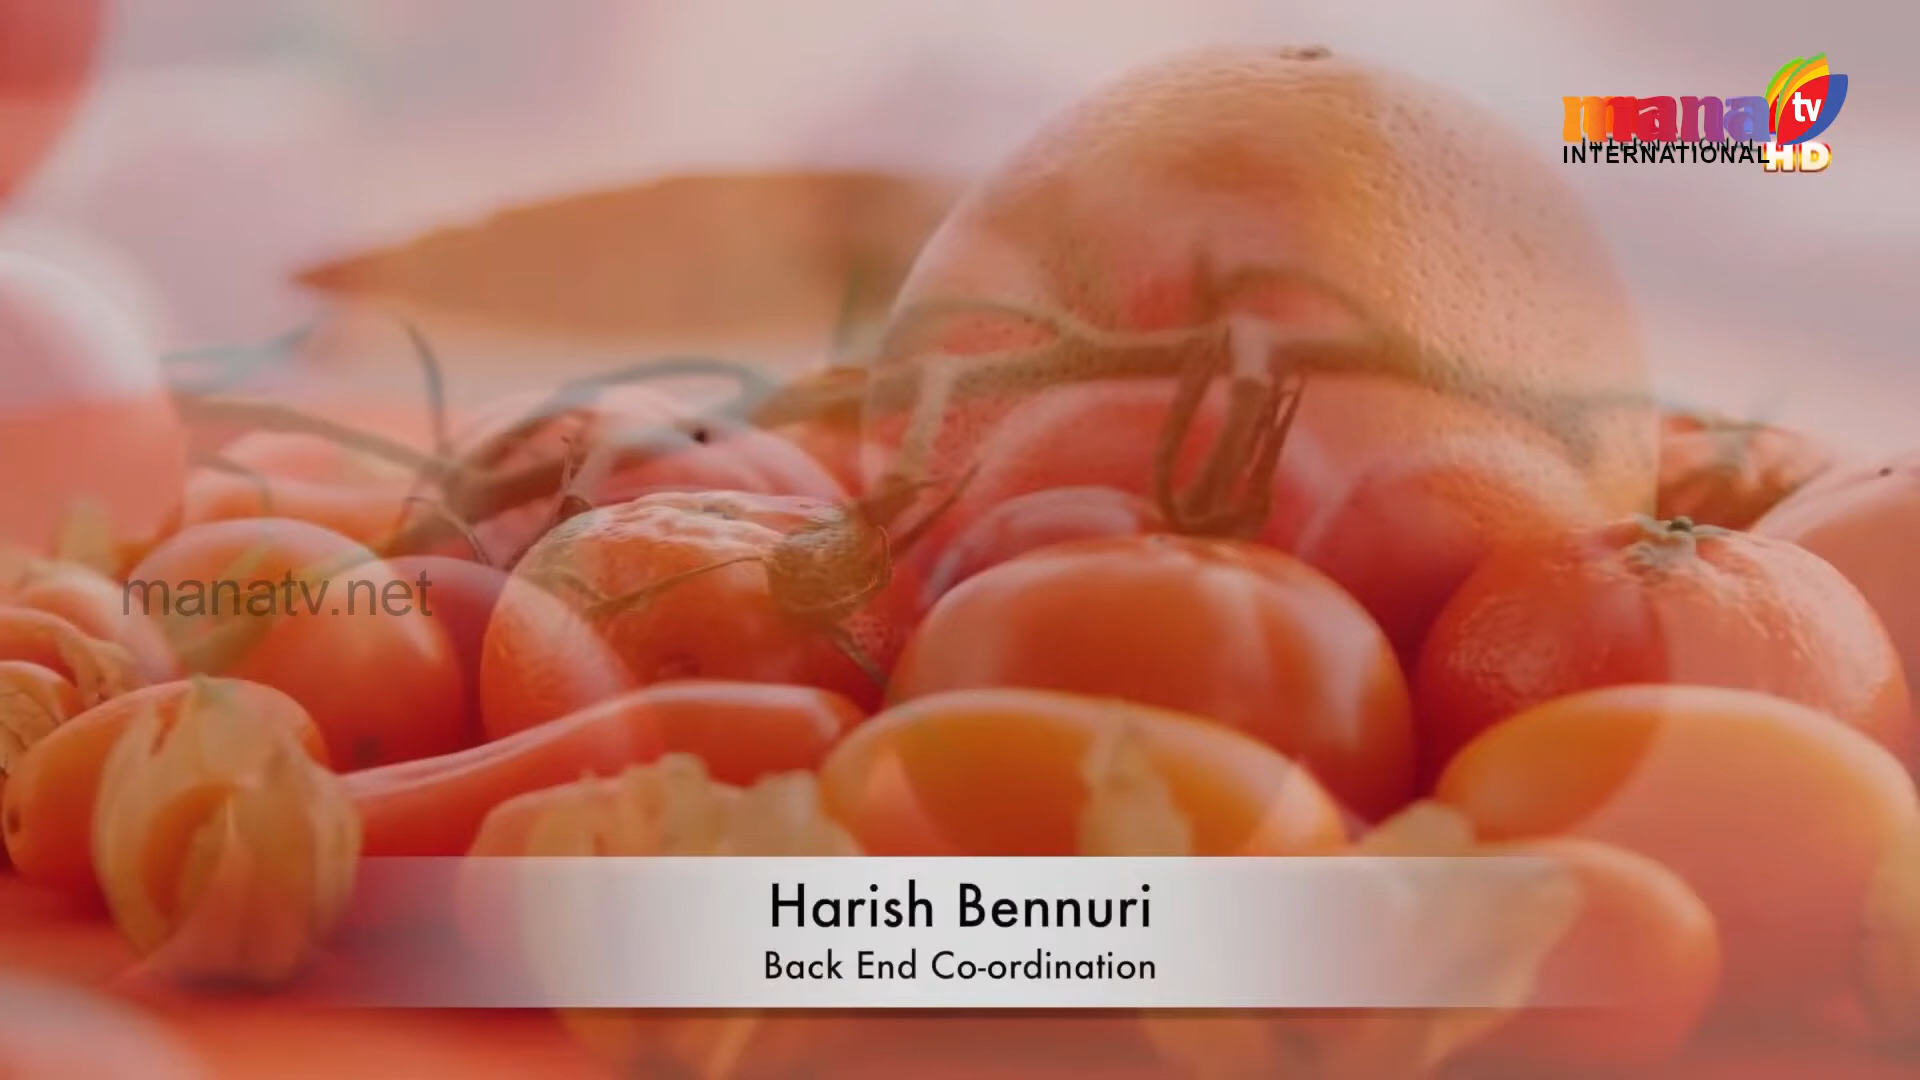 mana tv
INTERNATIONAL HD
manatv.net
Harish Bennuri
Back End Co-ordination